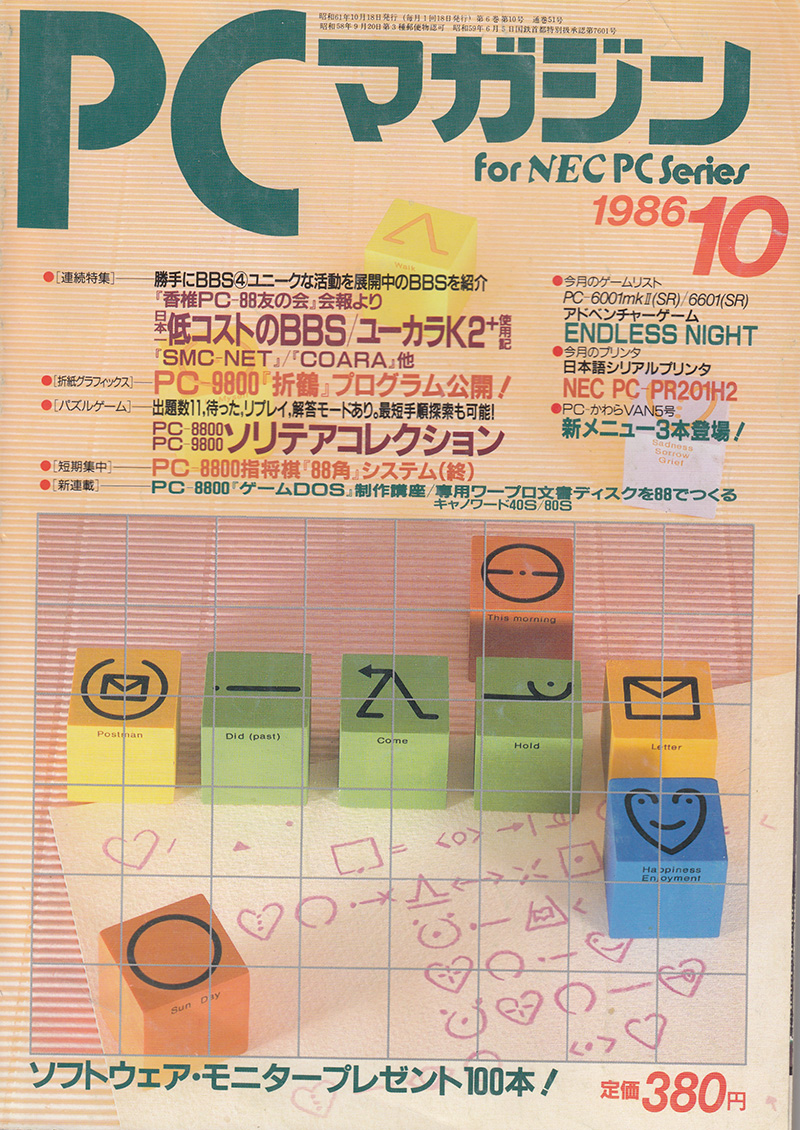 昭和61年10月18日発行（毎月1回18日発行）第6巻第10号　通巻51号
昭和58年9月20日第3種郵便物認可　昭和59年6月5日国鉄首都特別扱承認第7601号
PCマガジン
for NEC PC Series
1986 10
Walk
●［連続特集］──勝手にBBS④ユニークな活動を展開中のBBSを紹介
『香椎PC-88友の会』会報より
日本一低コストのBBS/ユーカラK2+使用記
『SMC-NET』/『COARA』他
●［折紙グラフィックス］─PC-9800『折鶴』プログラム公開！
●［パズルゲーム］──出題数11,待った,リプレイ,解答モードあり。最短手順探索も可能!
PC-8800
PC-9800 ソリテアコレクション
●［短期集中］──PC-8800指将棋『88角』システム(終)
●［新連載］──PC-8800『ゲームDOS』制作講座/専用ワープロ文書ディスクを88でつくる
キャノワード40S/80S
●今月のゲームリスト
PC-6001mkⅡ(SR)/6601(SR)
アドベンチャーゲーム
ENDLESS NIGHT
●今月のプリンタ
日本語シリアルプリンタ
NEC PC-PR201H2
●PC-かわらVAN5号
新メニュー3本登場！
Sadness
Sorrow
Grief
This morning
Postman
Did (past)
Come
Hold
Letter
Happiness
Enjoyment
Sun Day
ソフトウェア・モニタープレゼント100本！
定価380円